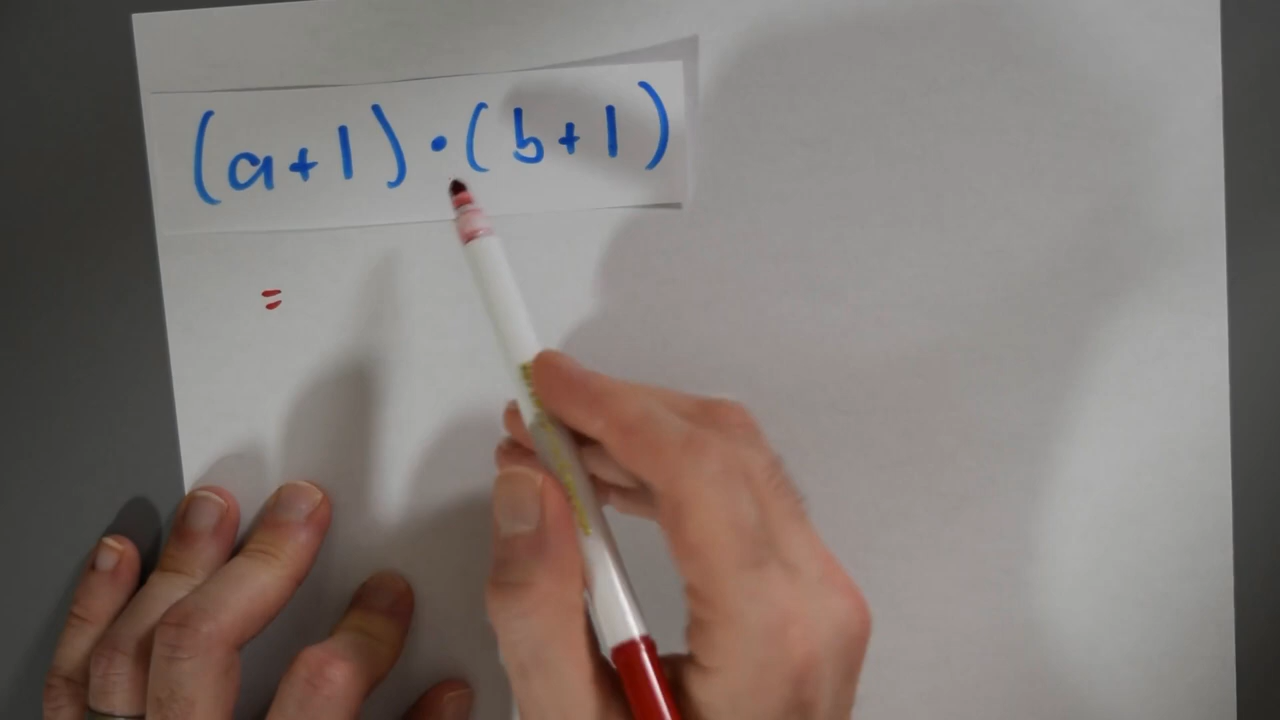 (a+1)•(b+1)
=